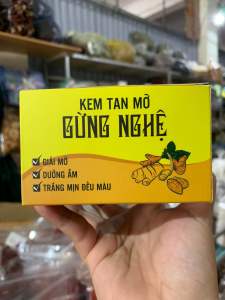 KEM TAN MỠ
GỪNG NGHỆ
GIẢI MỠ
DƯỠNG ẨM
TRẮNG MỊN ĐỀU MÀU